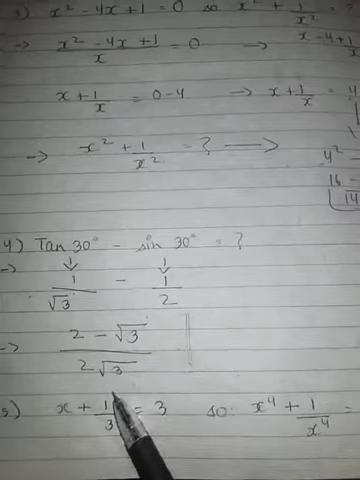 3) x² - 4x + 1 = 0 so x² + 1/x² = ?
→ (x² - 4x + 1)/x = 0 → x - 4 + 1/x
x + 1/x = 0 - 4 → x + 1/x = 4
→ x² + 1/x² = ? →
4² -
16 -
14
4) Tan 30° - sin 30° = ?
→ 1/√3 - 1/2
→ (2 - √3)/(2√3)
5) x + 1/3 = 3 so: x⁴ + 1/x⁴ =